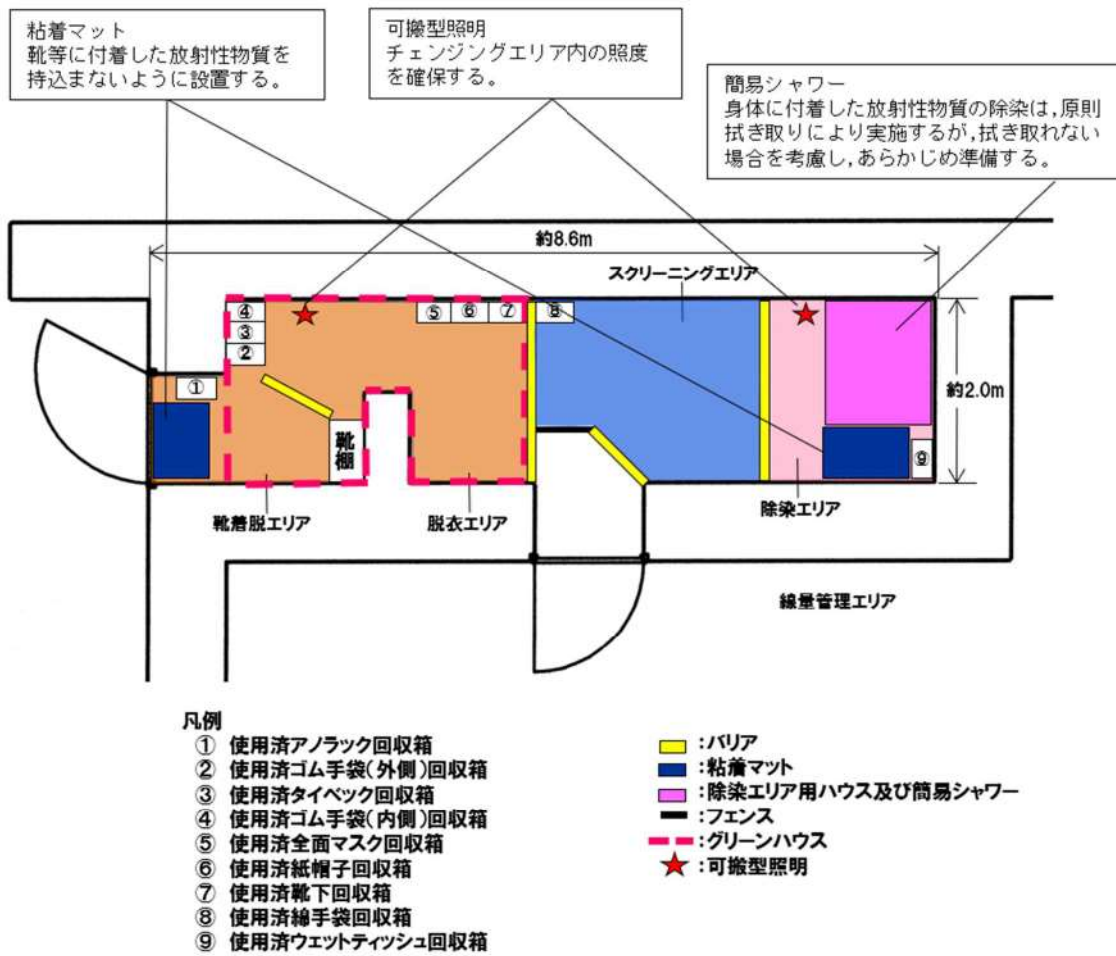 粘着マット
靴等に付着した放射性物質を
持込まないように設置する。
可搬型照明
チェンジングエリア内の照度
を確保する。
簡易シャワー
身体に付着した放射性物質の除染は,原則
拭き取りにより実施するが,拭き取れない
場合を考慮し,あらかじめ準備する。
約8.6m
スクリーニングエリア
④
③
②
①
⑤ ⑥ ⑦
⑧
約2.0m
靴棚
⑨
靴着脱エリア
脱衣エリア
除染エリア
線量管理エリア
凡例
① 使用済アノラック回収箱
② 使用済ゴム手袋(外側)回収箱
③ 使用済タイベック回収箱
④ 使用済ゴム手袋(内側)回収箱
⑤ 使用済全面マスク回収箱
⑥ 使用済紙帽子回収箱
⑦ 使用済靴下回収箱
⑧ 使用済綿手袋回収箱
⑨ 使用済ウェットティッシュ回収箱
:バリア
:粘着マット
:除染エリア用ハウス及び簡易シャワー
:フェンス
:グリーンハウス
:可搬型照明